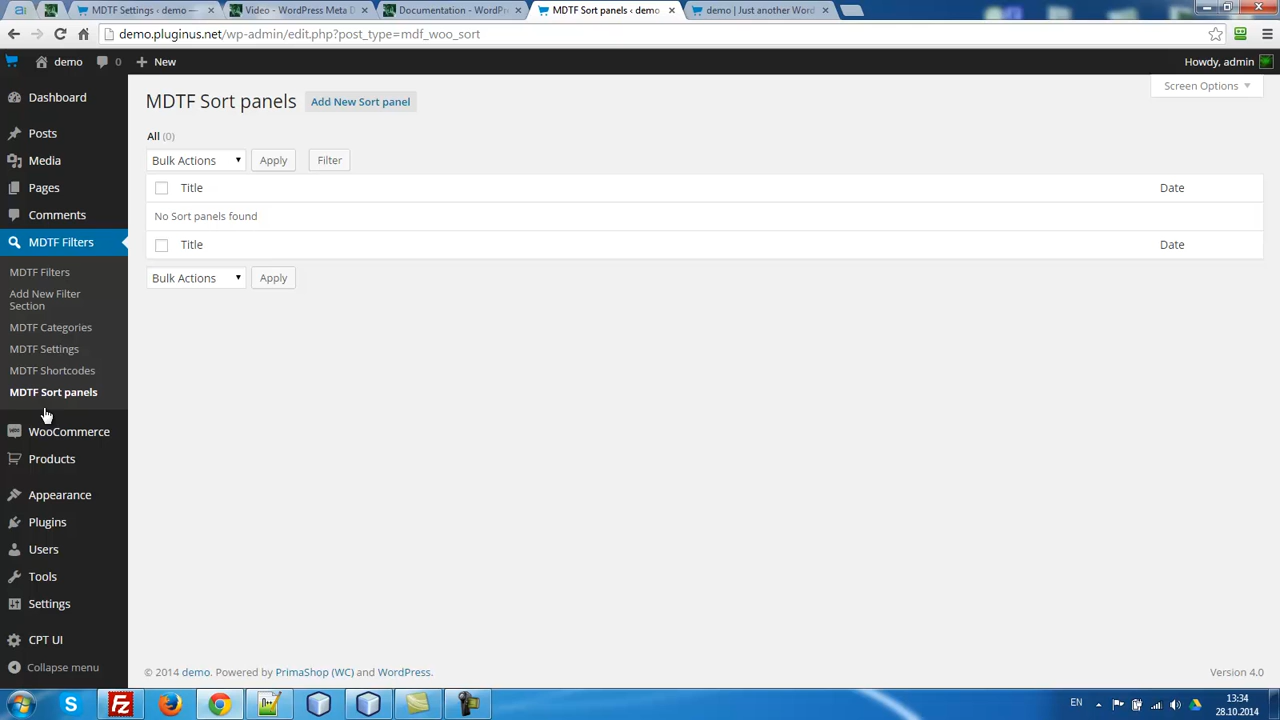 MDTF Settings ‹ demo —
Video - WordPress Meta D
Documentation - WordPr
MDTF Sort panels ‹ demo
demo | Just another Word
demo.pluginus.net/wp-admin/edit.php?post_type=mdf_woo_sort
demo 0 New
Howdy, admin
Dashboard
Posts
Media
Pages
Comments
MDTF Filters
MDTF Filters
Add New Filter
Section
MDTF Categories
MDTF Settings
MDTF Shortcodes
MDTF Sort panels
WooCommerce
Products
Appearance
Plugins
Users
Tools
Settings
CPT UI
Collapse menu
Screen Options
MDTF Sort panels Add New Sort panel
All (0)
Bulk Actions Apply Filter
Title Date
No Sort panels found
Title Date
Bulk Actions Apply
© 2014 demo. Powered by PrimaShop (WC) and WordPress.
Version 4.0
EN
13:34
28.10.2014